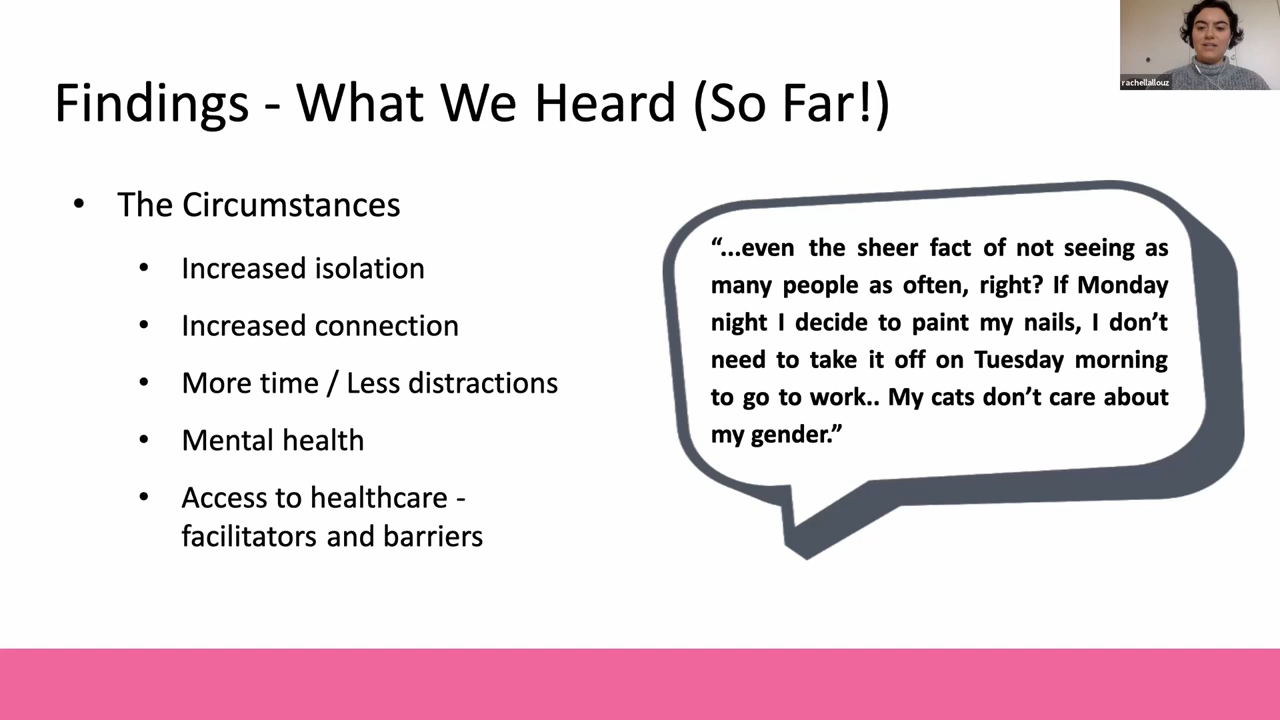 Findings - What We Heard (So Far!)
• The Circumstances
• Increased isolation
• Increased connection
• More time / Less distractions
• Mental health
• Access to healthcare -
facilitators and barriers
“...even the sheer fact of not seeing as
many people as often, right? If Monday
night I decide to paint my nails, I don’t
need to take it off on Tuesday morning
to go to work.. My cats don’t care about
my gender.”
rachellallouz